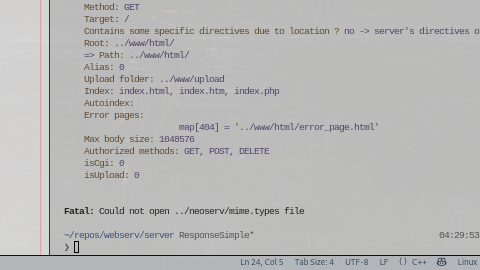 Method: GET
Target: /
Contains some specific directives due to location ? no -> server's directives o
Root: ../www/html/
=> Path: ../www/html/
Alias: 0
Upload folder: ../www/upload
Index: index.html, index.htm, index.php
Autoindex:
Error pages:
map[404] = '../www/html/error_page.html'
Max body size: 1048576
Authorized methods: GET, POST, DELETE
isCgi: 0
isUpload: 0
Fatal: Could not open ../neoserv/mime.types file
~/repos/webserv/server ResponseSimple* 04:29:53
❯
Ln 24, Col 5 Tab Size: 4 UTF-8 LF () C++ Linux